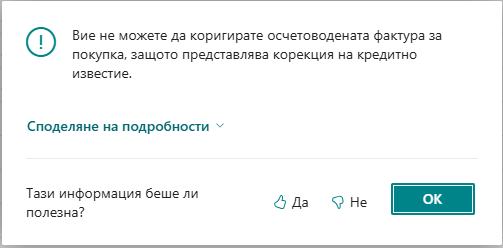 Вие не можете да коригирате осчетоводената фактура за
покупка, защото представлява корекция на кредитно
известие.
Споделяне на подробности
Тази информация беше ли
полезна?
Да
Не
ОК